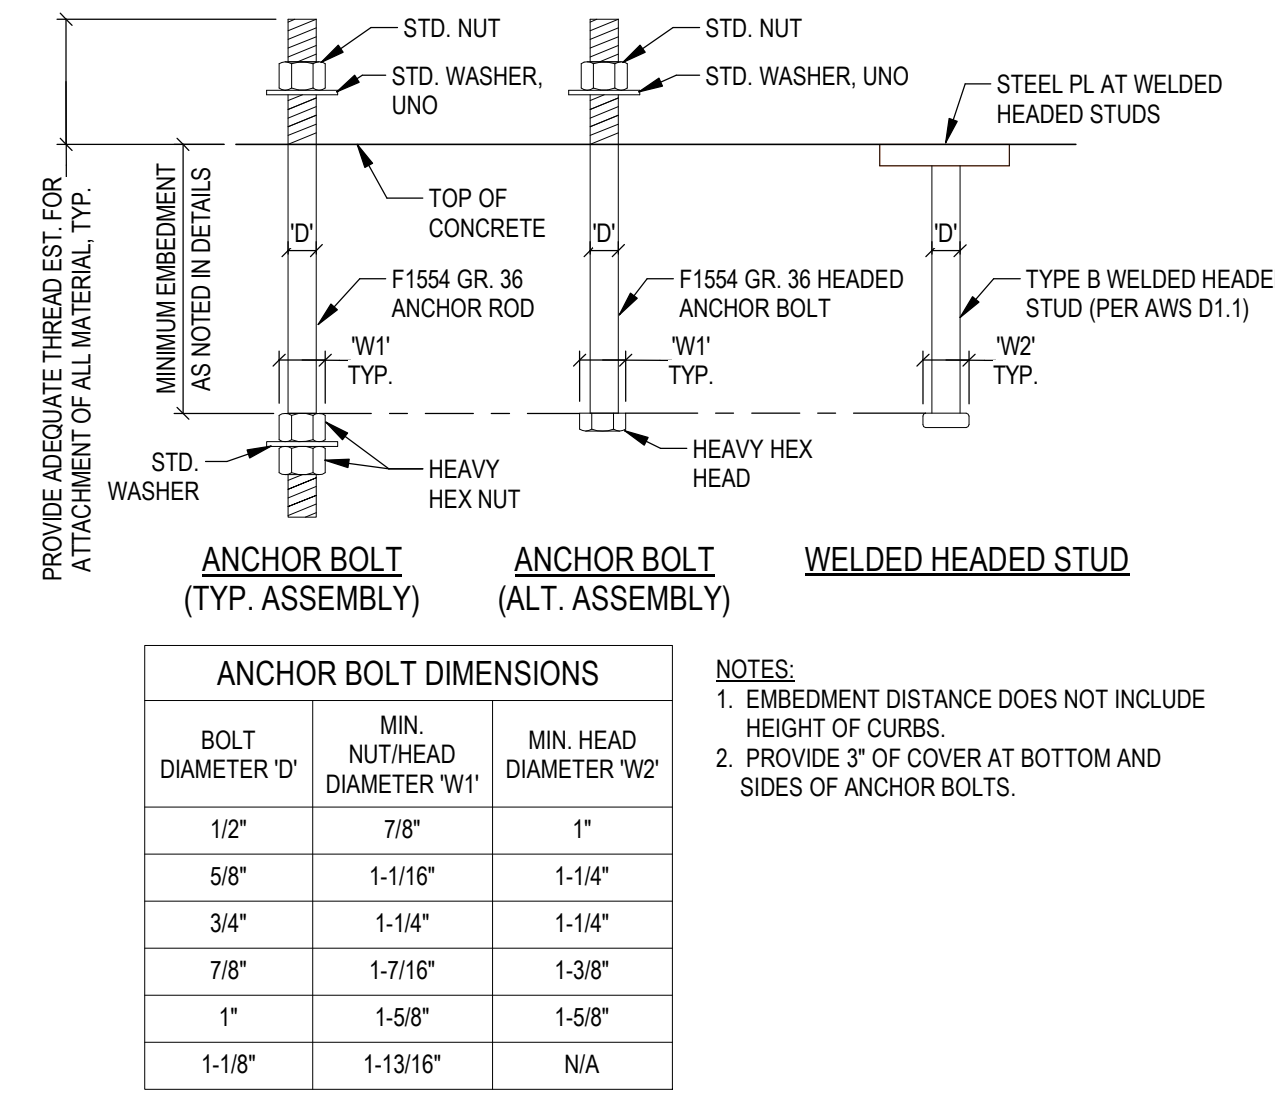 STD. NUT
STD. WASHER,
UNO
STD. NUT
STD. WASHER, UNO
STEEL PL AT WELDED
HEADED STUDS
PROVIDE ADEQUATE THREAD EST. FOR
ATTACHMENT OF ALL MATERIAL, TYP.
MINIMUM EMBEDMENT
AS NOTED IN DETAILS
TOP OF
CONCRETE
'D'
'D'
'D'
F1554 GR. 36
ANCHOR ROD
F1554 GR. 36 HEADED
ANCHOR BOLT
TYPE B WELDED HEADE
STUD (PER AWS D1.1)
'W1'
TYP.
'W1'
TYP.
'W2'
TYP.
STD.
WASHER
HEAVY
HEX NUT
HEAVY HEX
HEAD
ANCHOR BOLT
(TYP. ASSEMBLY)
ANCHOR BOLT
(ALT. ASSEMBLY)
WELDED HEADED STUD
ANCHOR BOLT DIMENSIONS
BOLT
DIAMETER 'D'
MIN.
NUT/HEAD
DIAMETER 'W1'
MIN. HEAD
DIAMETER 'W2'
1/2" 7/8" 1"
5/8" 1-1/16" 1-1/4"
3/4" 1-1/4" 1-1/4"
7/8" 1-7/16" 1-3/8"
1" 1-5/8" 1-5/8"
1-1/8" 1-13/16" N/A
NOTES:
1. EMBEDMENT DISTANCE DOES NOT INCLUDE
HEIGHT OF CURBS.
2. PROVIDE 3" OF COVER AT BOTTOM AND
SIDES OF ANCHOR BOLTS.